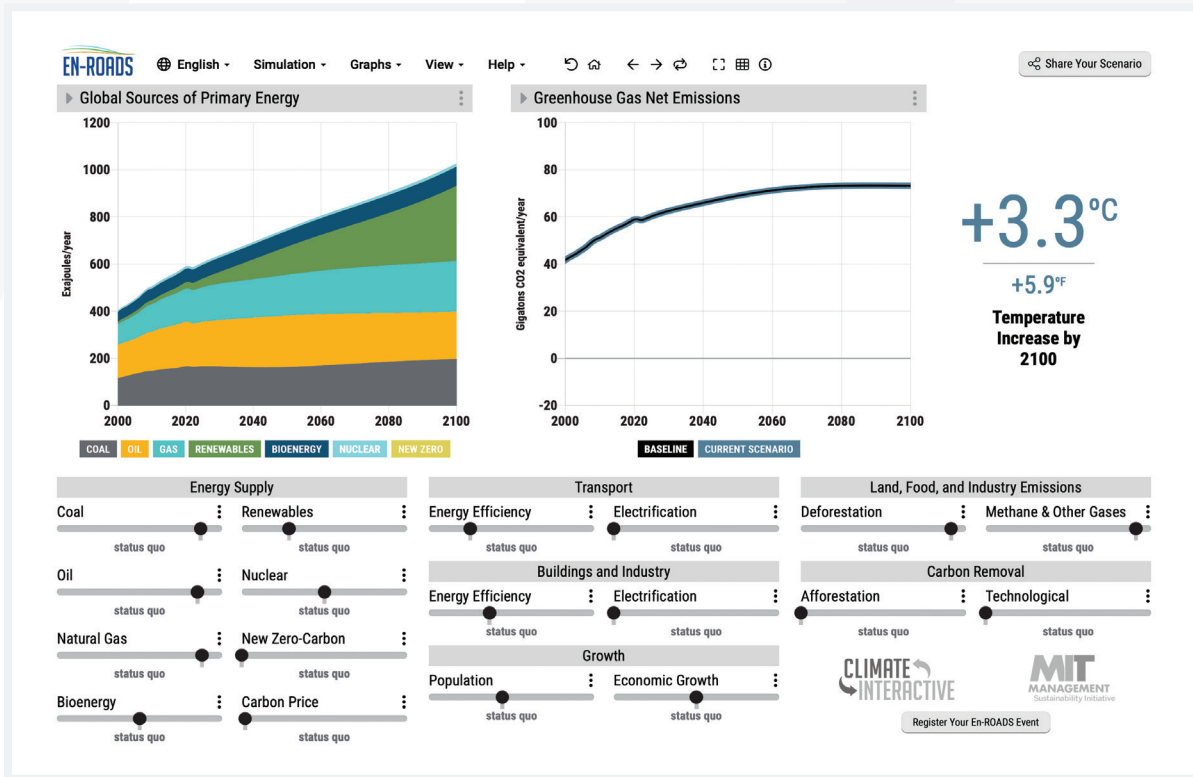 EN-ROADS
English
Simulation
Graphs
View
Help
Share Your Scenario
Global Sources of Primary Energy
1200
1000
800
600
400
200
0
Exajoules/year
2000 2020 2040 2060 2080 2100
COAL OIL GAS RENEWABLES BIOENERGY NUCLEAR NEW ZERO
Greenhouse Gas Net Emissions
100
80
60
40
20
0
-20
Gigatons CO2 equivalent/year
2000 2020 2040 2060 2080 2100
BASELINE CURRENT SCENARIO
+3.3°C
+5.9°F
Temperature
Increase by
2100
Energy Supply
Coal
status quo
Renewables
status quo
Oil
status quo
Nuclear
status quo
Natural Gas
status quo
New Zero-Carbon
status quo
Bioenergy
status quo
Carbon Price
status quo
Transport
Energy Efficiency
status quo
Electrification
status quo
Buildings and Industry
Energy Efficiency
status quo
Electrification
status quo
Growth
Population
status quo
Economic Growth
status quo
Land, Food, and Industry Emissions
Deforestation
status quo
Methane & Other Gases
status quo
Carbon Removal
Afforestation
status quo
Technological
status quo
CLIMATE
INTERACTIVE
MIT
MANAGEMENT
Sustainability Initiative
Register Your En-ROADS Event